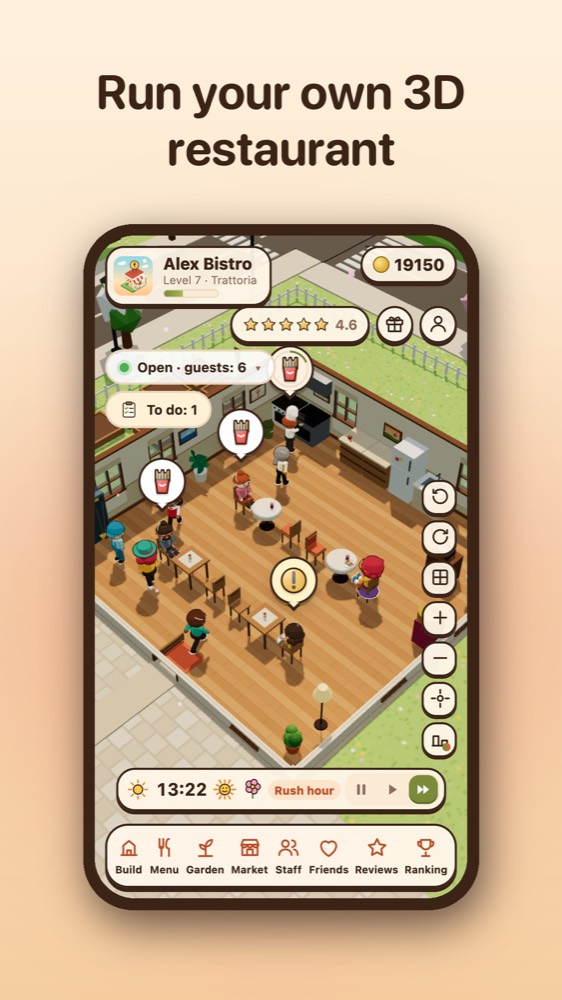 Run your own 3D
restaurant
Alex Bistro
Level 7 · Trattoria
19150
4.6
Open · guests: 6
To do: 1
13:22
Rush hour
Build Menu Garden Market Staff Friends Reviews Ranking